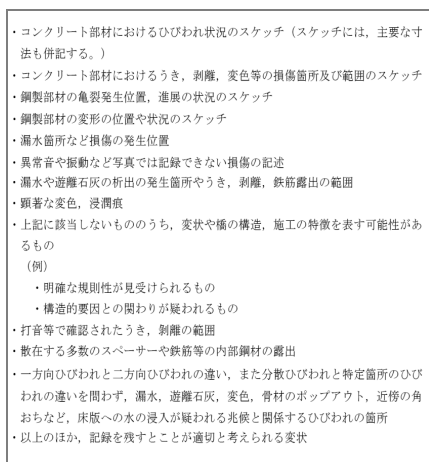 ・コンクリート部材におけるひびわれ状況のスケッチ（スケッチには，主要な寸
法も併記する。）
・コンクリート部材におけるうき，剥離，変色等の損傷箇所及び範囲のスケッチ
・鋼製部材の亀裂発生位置，進展の状況のスケッチ
・鋼製部材の変形の位置や状況のスケッチ
・漏水箇所など損傷の発生位置
・異常音や振動など写真では記録できない損傷の記述
・漏水や遊離石灰の析出の発生箇所やうき，剥離，鉄筋露出の範囲
・顕著な変色，浸潤痕
・上記に該当しないもののうち，変状や橋の構造，施工の特徴を表す可能性があ
るもの
（例）
・明確な規則性が見受けられるもの
・構造的要因との関わりが疑われるもの
・打音等で確認されたうき，剥離の範囲
・散在する多数のスペーサーや鉄筋等の内部鋼材の露出
・一方向ひびわれと二方向ひびわれの違い，また分散ひびわれと特定箇所のひび
われの違いを問わず，漏水，遊離石灰，変色，骨材のポップアウト，近傍の角
おちなど，床版への水の浸入が疑われる兆候と関係するひびわれの箇所
・以上のほか，記録を残すとことが適切と考えられる変状